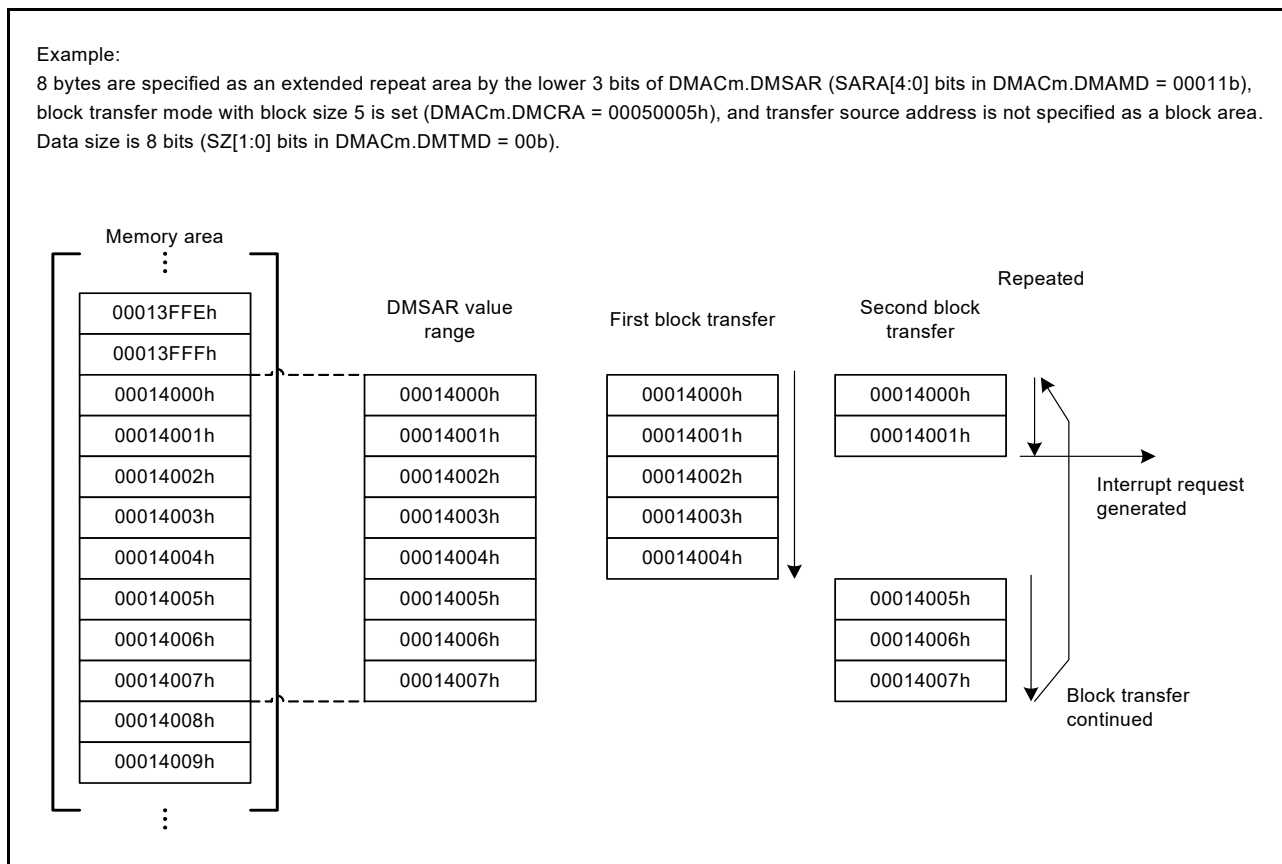 Example:
8 bytes are specified as an extended repeat area by the lower 3 bits of DMACm.DMSAR (SARA[4:0] bits in DMACm.DMAMD = 00011b),
block transfer mode with block size 5 is set (DMACm.DMCRA = 00050005h), and transfer source address is not specified as a block area.
Data size is 8 bits (SZ[1:0] bits in DMACm.DMTMD = 00b).
Memory area
00013FFEh
00013FFFh
00014000h
00014001h
00014002h
00014003h
00014004h
00014005h
00014006h
00014007h
00014008h
00014009h
DMSAR value
range
00014000h
00014001h
00014002h
00014003h
00014004h
00014005h
00014006h
00014007h
First block transfer
00014000h
00014001h
00014002h
00014003h
00014004h
Second block
transfer
00014000h
00014001h
00014005h
00014006h
00014007h
Repeated
Interrupt request
generated
Block transfer
continued